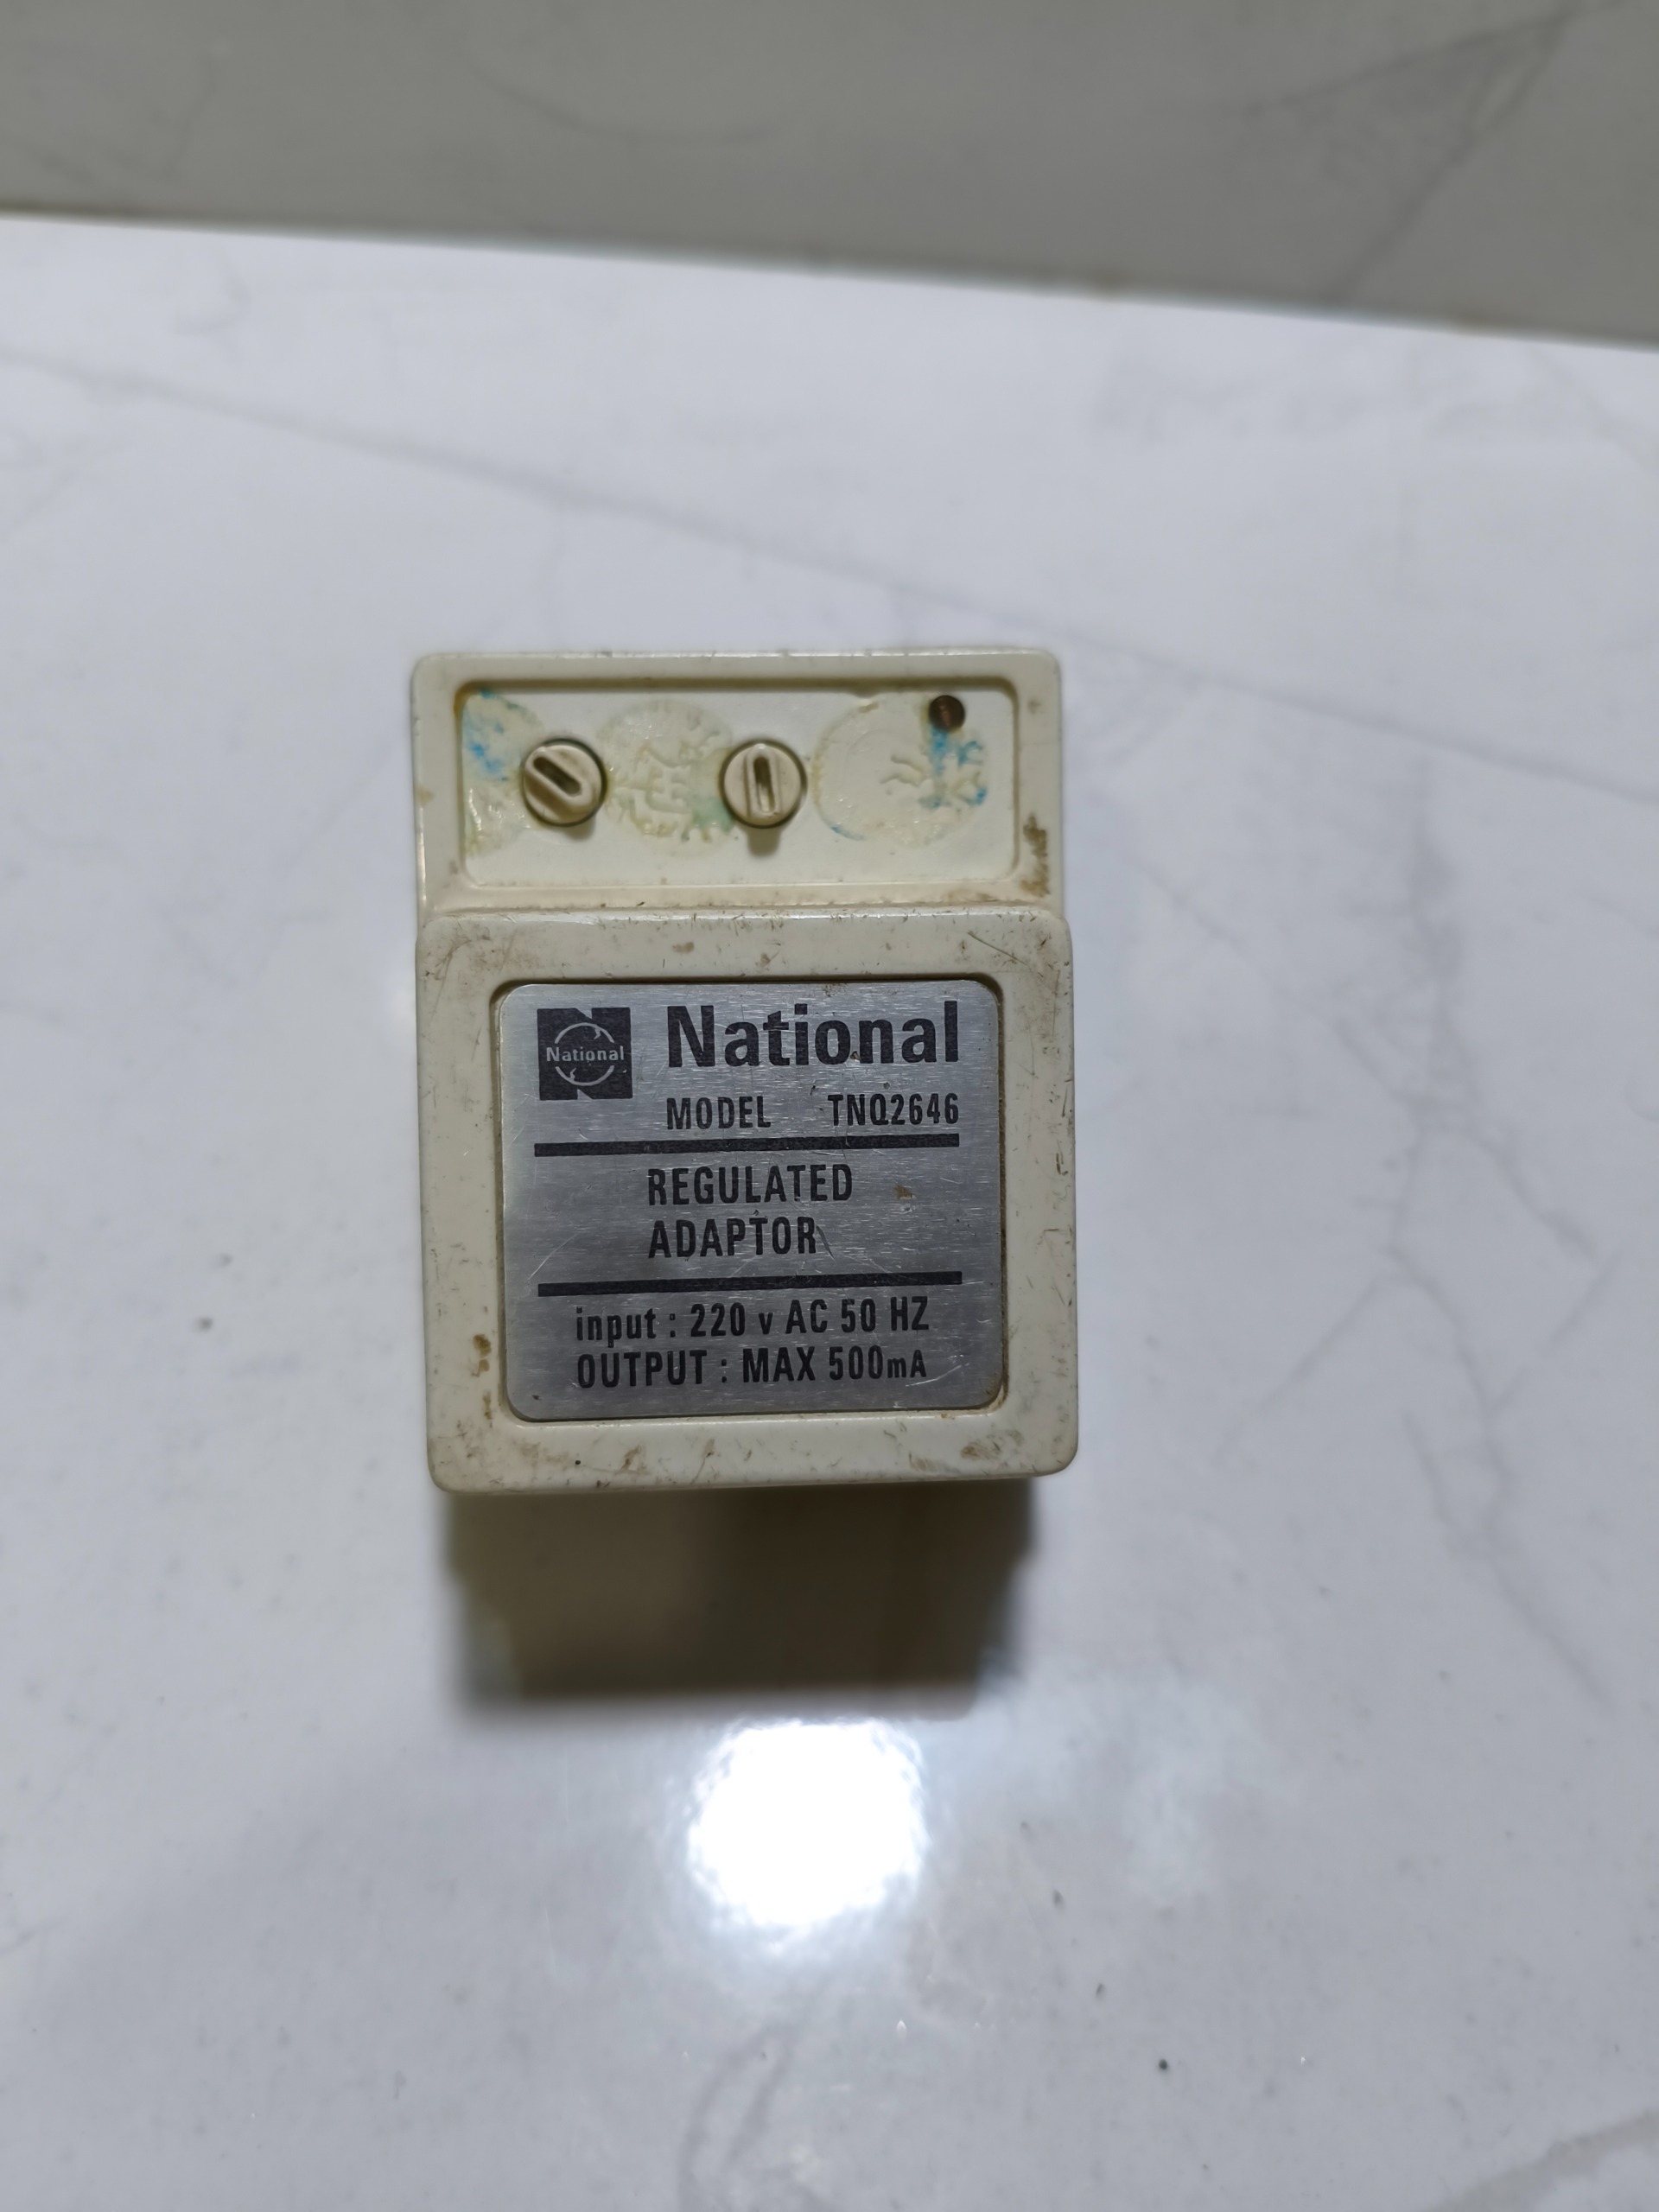 National
National
MODEL TNQ2646
REGULATED
ADAPTOR
input : 220 v AC 50 HZ
OUTPUT : MAX 500mA